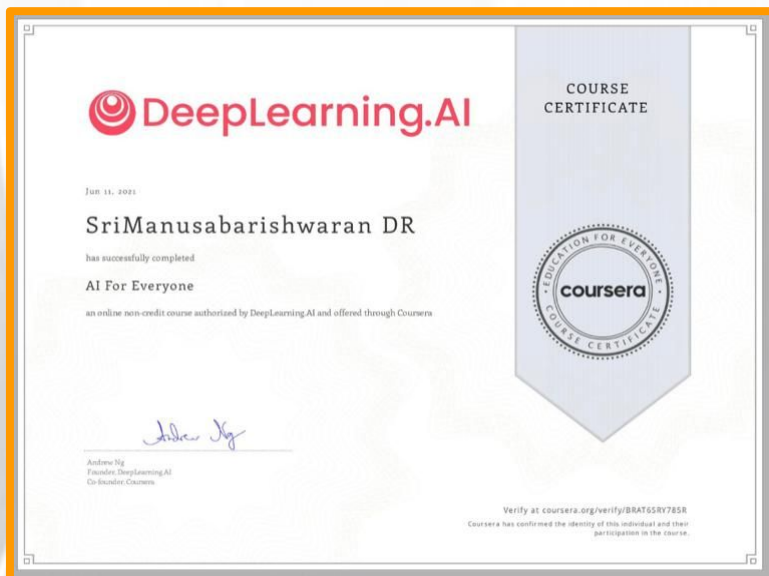 DeepLearning.AI
Jun 11, 2021
SriManusabarishwaran DR
has successfully completed
AI For Everyone
an online non-credit course authorized by DeepLearning.AI and offered through Coursera
Andrew Ng
Andrew Ng
Founder, DeepLearning.AI
Co-founder, Coursera
COURSE
CERTIFICATE
EDUCATION FOR EVERYONE
coursera
COURSE CERTIFICATE
Verify at coursera.org/verify/BRAT6SRY785R
Coursera has confirmed the identity of this individual and their
participation in the course.